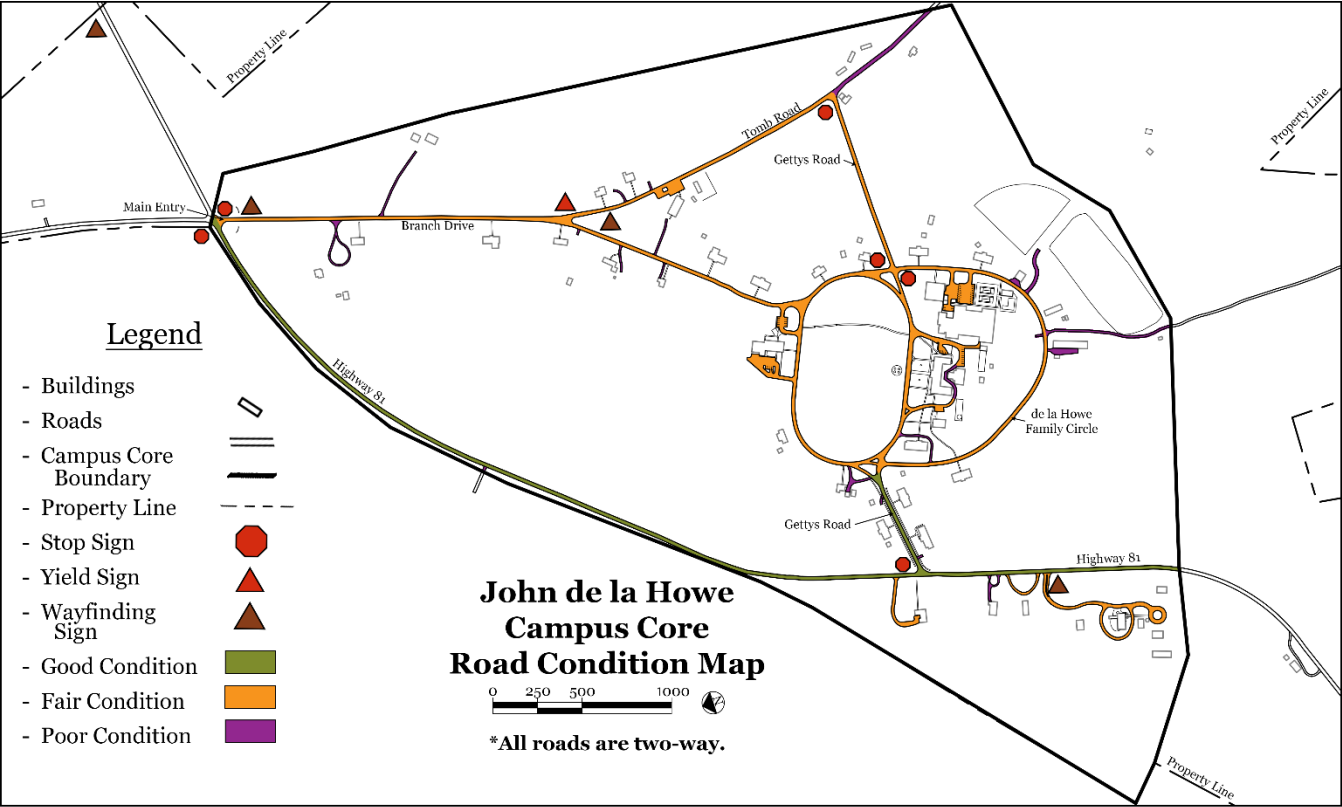 Property Line
Property Line
Tomb Road
Gettys Road
Main Entry
Branch Drive
Legend
- Buildings
- Roads
- Campus Core
Boundary
- Property Line
- Stop Sign
- Yield Sign
- Wayfinding
Sign
- Good Condition
- Fair Condition
- Poor Condition
Highway 81
de la Howe
Family Circle
Gettys Road
Highway 81
John de la Howe
Campus Core
Road Condition Map
0 250 500 1000
N
*All roads are two-way.
Property Line